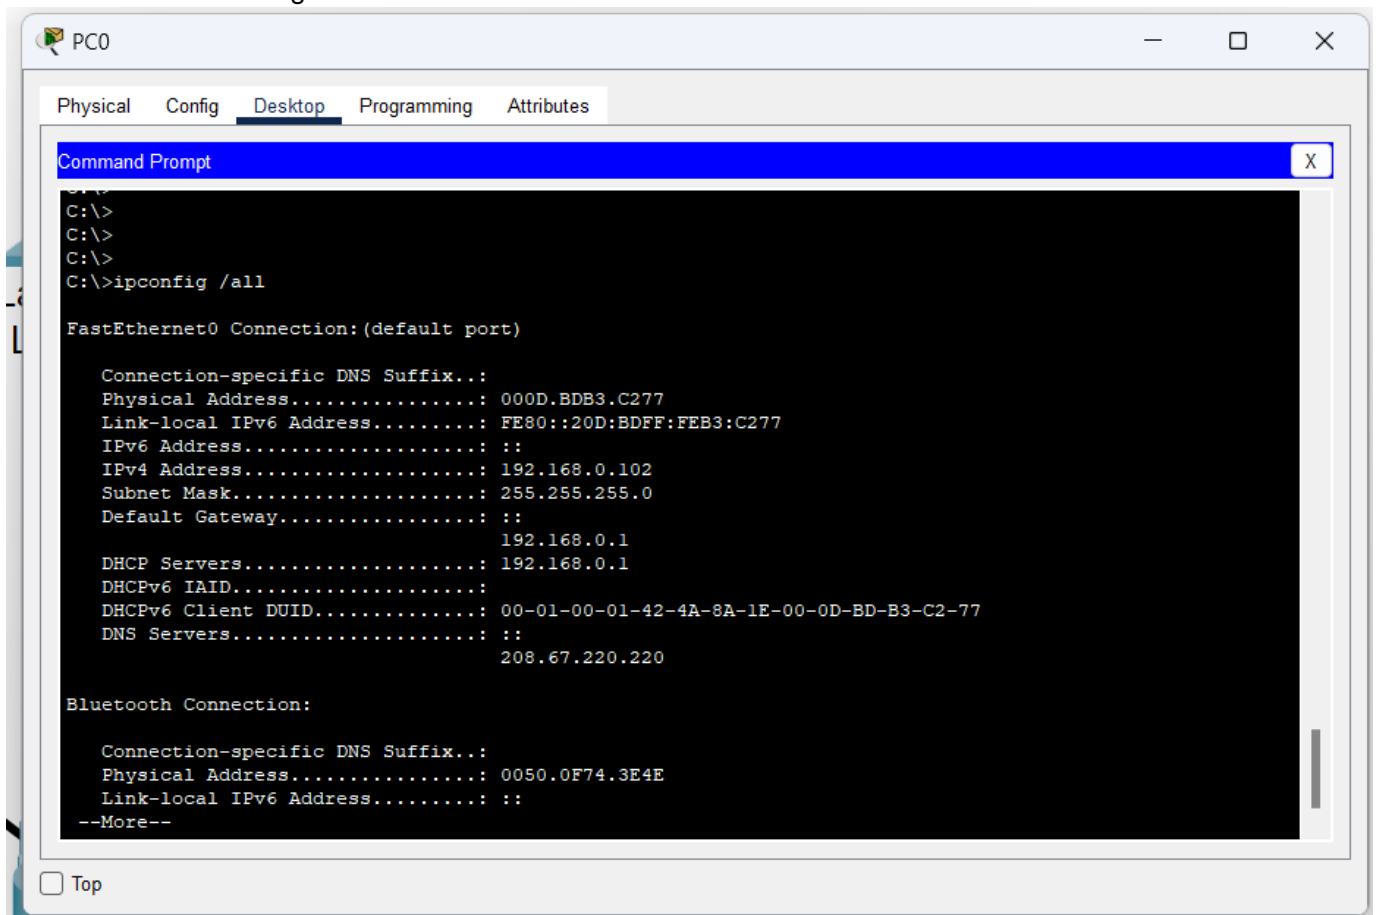 PC0
Physical Config Desktop Programming Attributes
Command Prompt
X
C:\>
C:\>
C:\>
C:\>ipconfig /all
FastEthernet0 Connection:(default port)
Connection-specific DNS Suffix..:
Physical Address................: 000D.BDB3.C277
Link-local IPv6 Address.........: FE80::20D:BDFF:FEB3:C277
IPv6 Address....................: ::
IPv4 Address....................: 192.168.0.102
Subnet Mask.....................: 255.255.255.0
Default Gateway.................: ::
192.168.0.1
DHCP Servers....................: 192.168.0.1
DHCPv6 IAID.....................:
DHCPv6 Client DUID..............: 00-01-00-01-42-4A-8A-1E-00-0D-BD-B3-C2-77
DNS Servers.....................: ::
208.67.220.220
Bluetooth Connection:
Connection-specific DNS Suffix..:
Physical Address................: 0050.0F74.3E4E
Link-local IPv6 Address.........: ::
--More--
Top